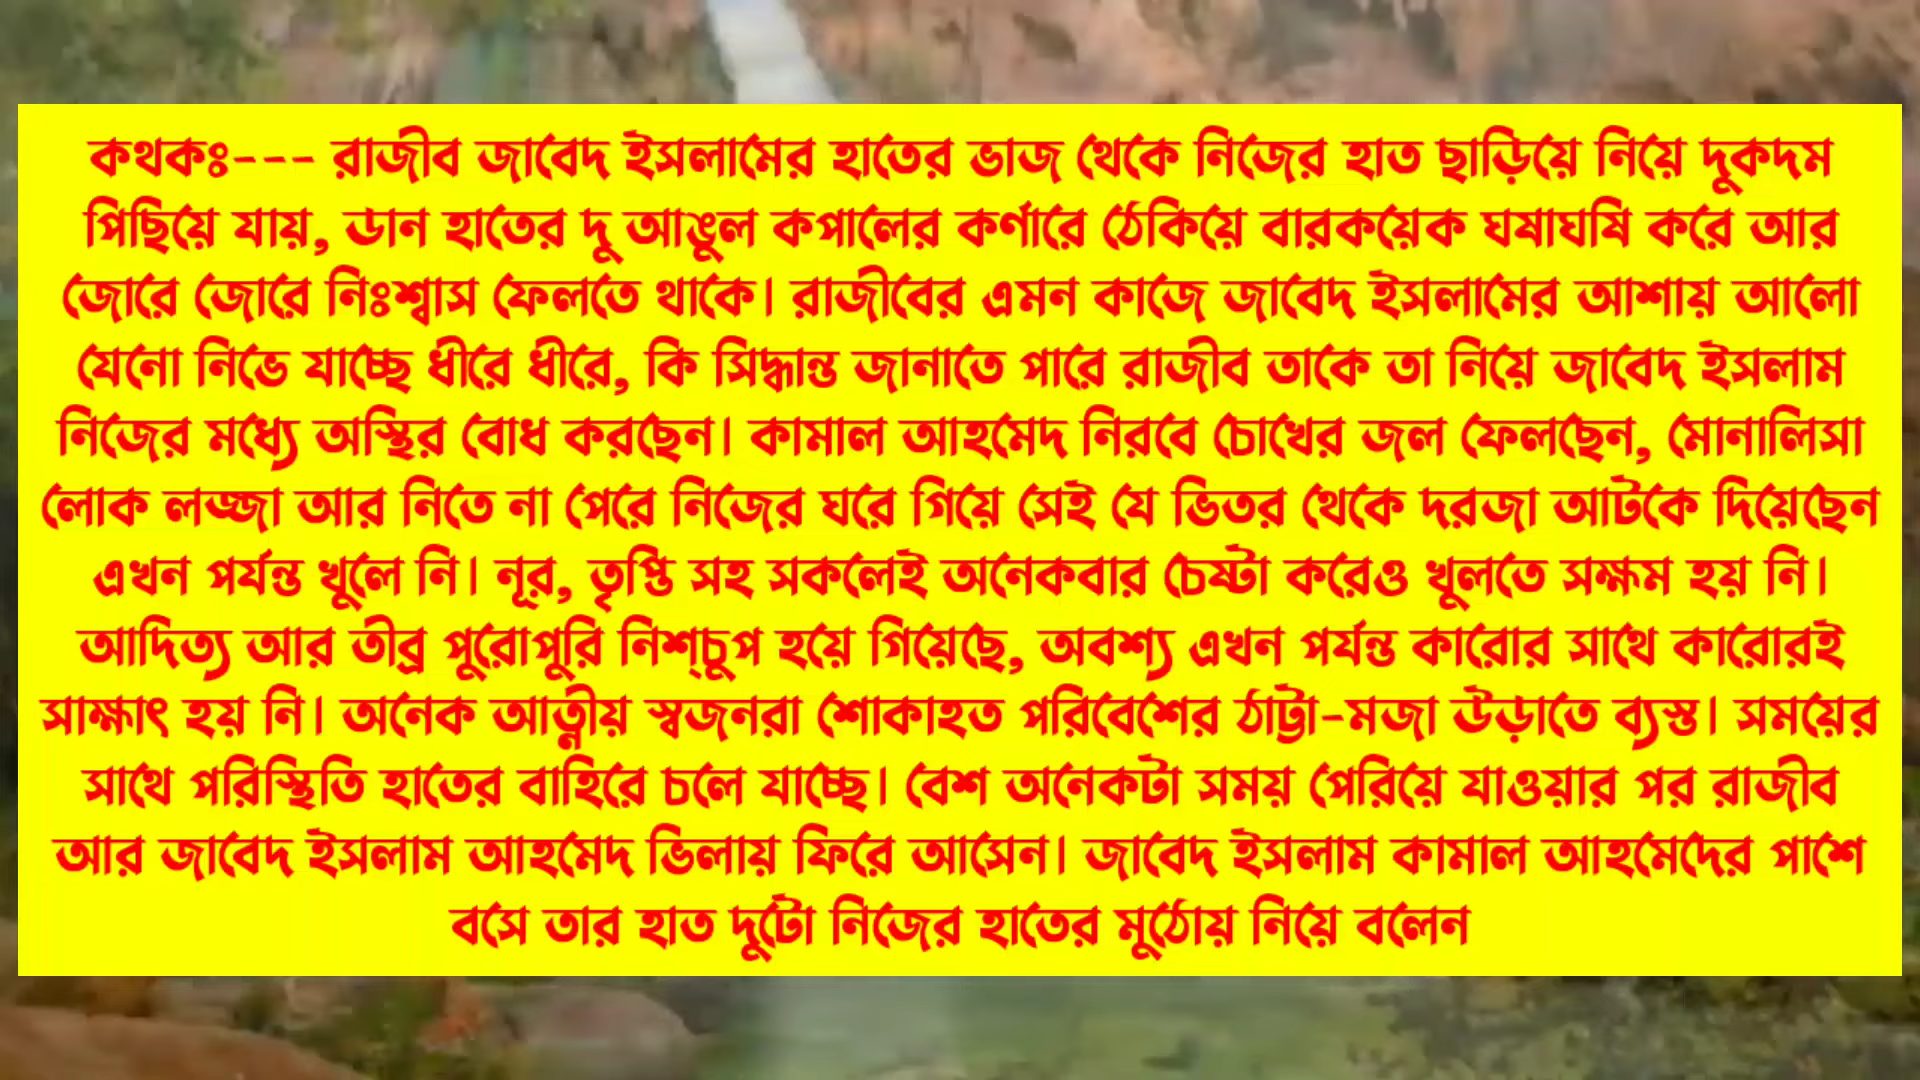 কথকঃ--- রাজীব জাবেদ ইসলামের হাতের ভাজ থেকে নিজের হাত ছাড়িয়ে নিয়ে দুকদম
পিছিয়ে যায়, ডান হাতের দু আঙুল কপালের কর্ণারে ঠেকিয়ে বারকয়েক ঘষাঘষি করে আর
জোরে জোরে নিঃশ্বাস ফেলতে থাকে। রাজীবের এমন কাজে জাবেদ ইসলামের আশায় আলো
যেনো নিভে যাচ্ছে ধীরে ধীরে, কি সিদ্ধান্ত জানাতে পারে রাজীব তাকে তা নিয়ে জাবেদ ইসলাম
নিজের মধ্যে অস্থির বোধ করছেন। কামাল আহমেদ নিরবে চোখের জল ফেলছেন, মোনালিসা
লোক লজ্জা আর নিতে না পেরে নিজের ঘরে গিয়ে সেই যে ভিতর থেকে দরজা আটকে দিয়েছেন
এখন পর্যন্ত খুলে নি। নূর, তৃপ্তি সহ সকলেই অনেকবার চেষ্টা করেও খুলতে সক্ষম হয় নি।
আদিত্য আর তীব্র পুরোপুরি নিশ্চুপ হয়ে গিয়েছে, অবশ্য এখন পর্যন্ত কারোর সাথে কারোরই
সাক্ষাৎ হয় নি। অনেক আত্নীয় স্বজনরা শোকাহত পরিবেশের ঠাট্টা-মজা উড়াতে ব্যস্ত। সময়ের
সাথে পরিস্থিতি হাতের বাহিরে চলে যাচ্ছে। বেশ অনেকটা সময় পেরিয়ে যাওয়ার পর রাজীব
আর জাবেদ ইসলাম আহমেদ ভিলায় ফিরে আসেন। জাবেদ ইসলাম কামাল আহমেদের পাশে
বসে তার হাত দুটো নিজের হাতের মুঠোয় নিয়ে বলেন